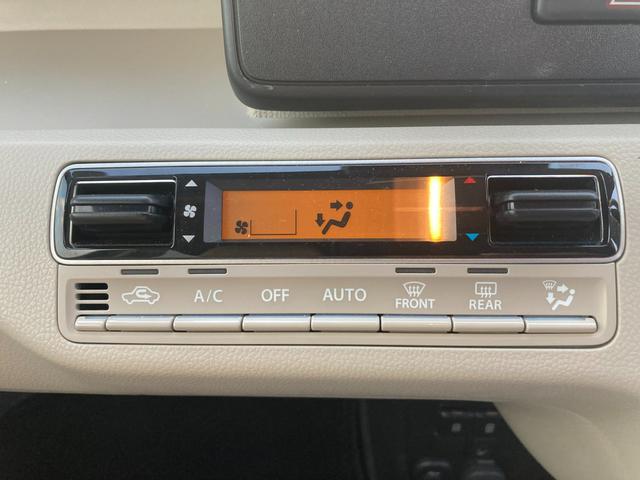 A/C OFF AUTO FRONT REAR